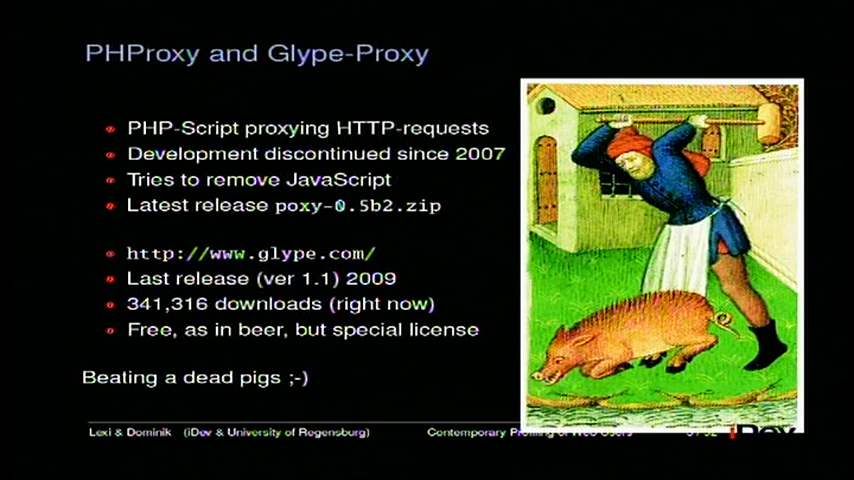 PHProxy and Glype-Proxy
PHP-Script proxying HTTP-requests
Development discontinued since 2007
Tries to remove JavaScript
Latest release poxy-0.5b2.zip
http://www.glype.com/
Last release (ver 1.1) 2009
341,316 downloads (right now)
Free, as in beer, but special license
Beating a dead pigs ;-)
Lexi & Dominik (iDev & University of Regensburg) Contemporary Profiling of Web Users